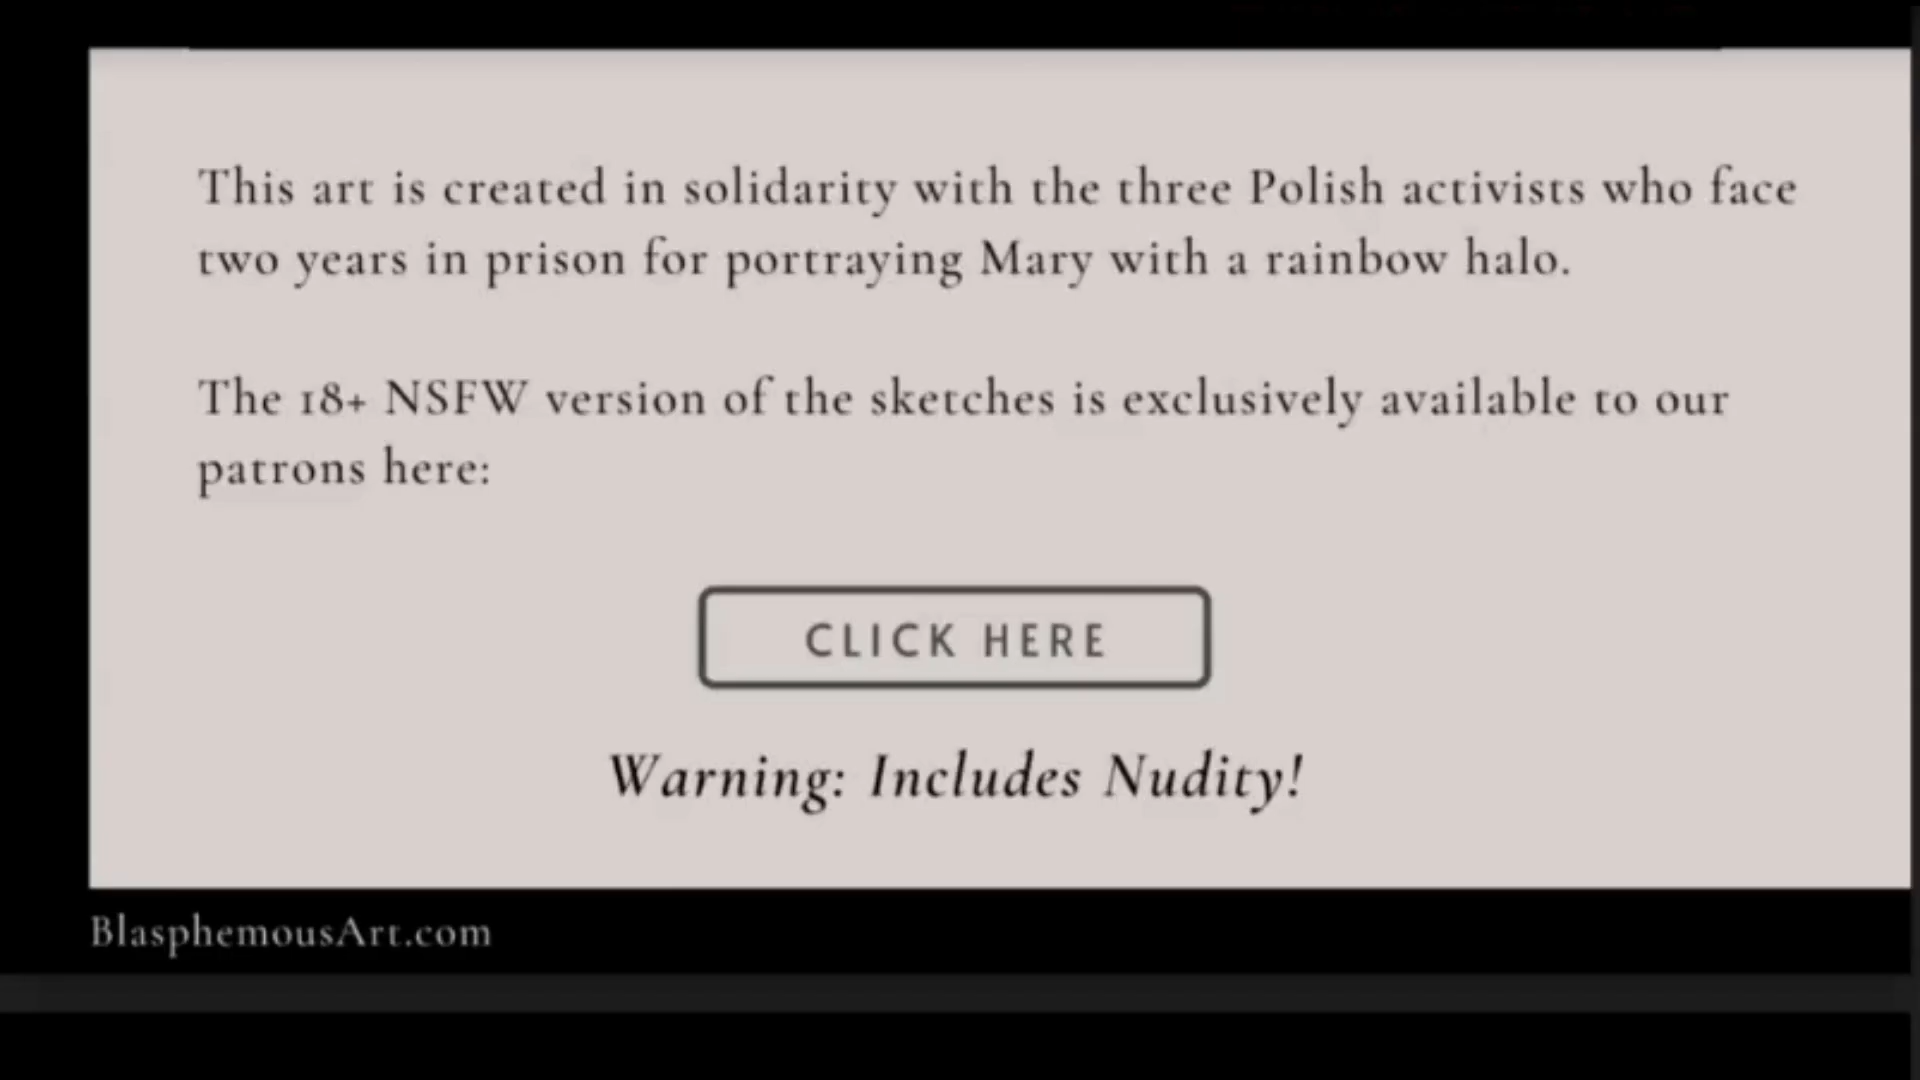 This art is created in solidarity with the three Polish activists who face
two years in prison for portraying Mary with a rainbow halo.
The 18+ NSFW version of the sketches is exclusively available to our
patrons here:
CLICK HERE
Warning: Includes Nudity!
BlasphemousArt.com